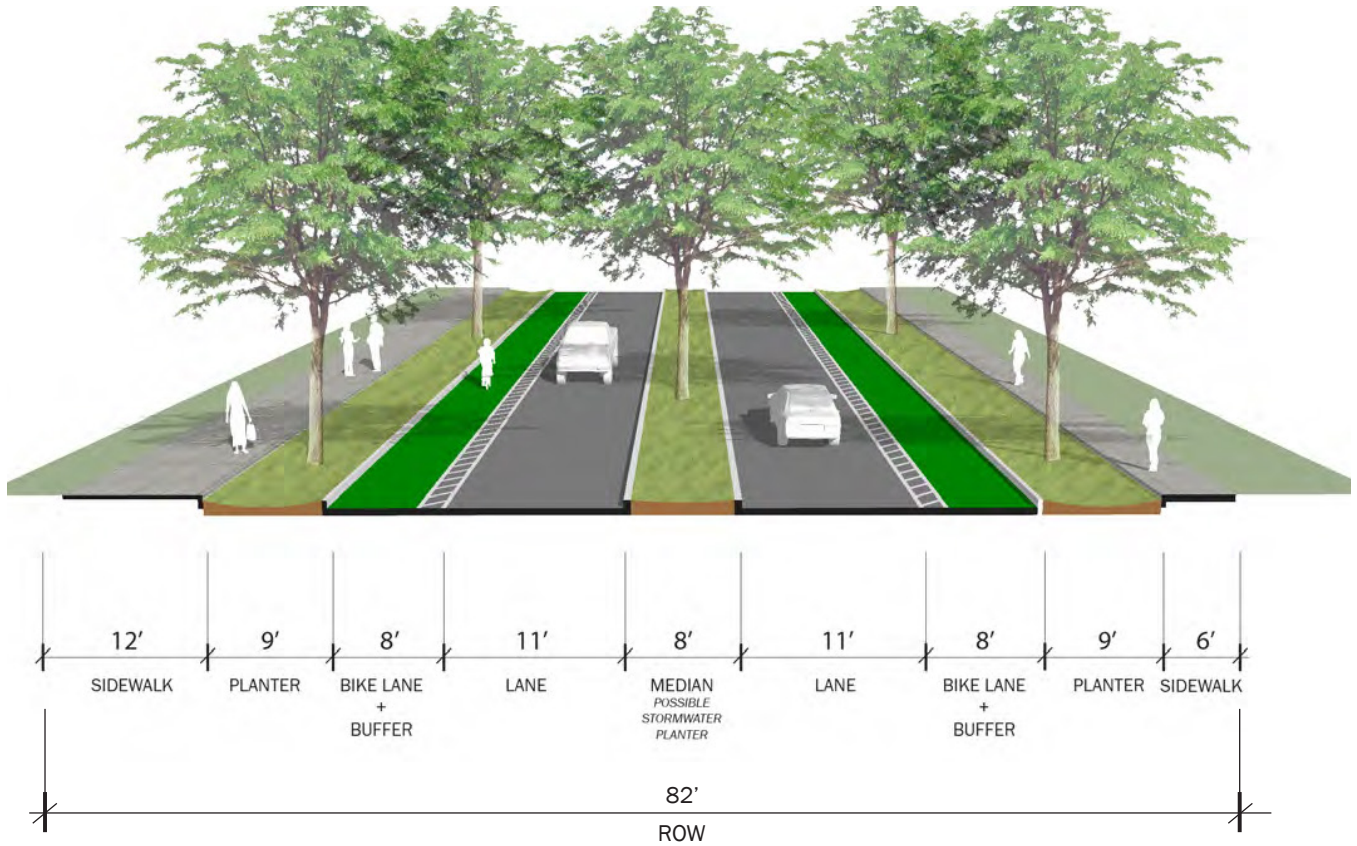 12’ 9’ 8’ 11’ 8’ 11’ 8’ 9’ 6’
SIDEWALK PLANTER BIKE LANE LANE MEDIAN LANE BIKE LANE PLANTER SIDEWALK
+ POSSIBLE +
BUFFER STORMWATER BUFFER
PLANTER
82’
ROW